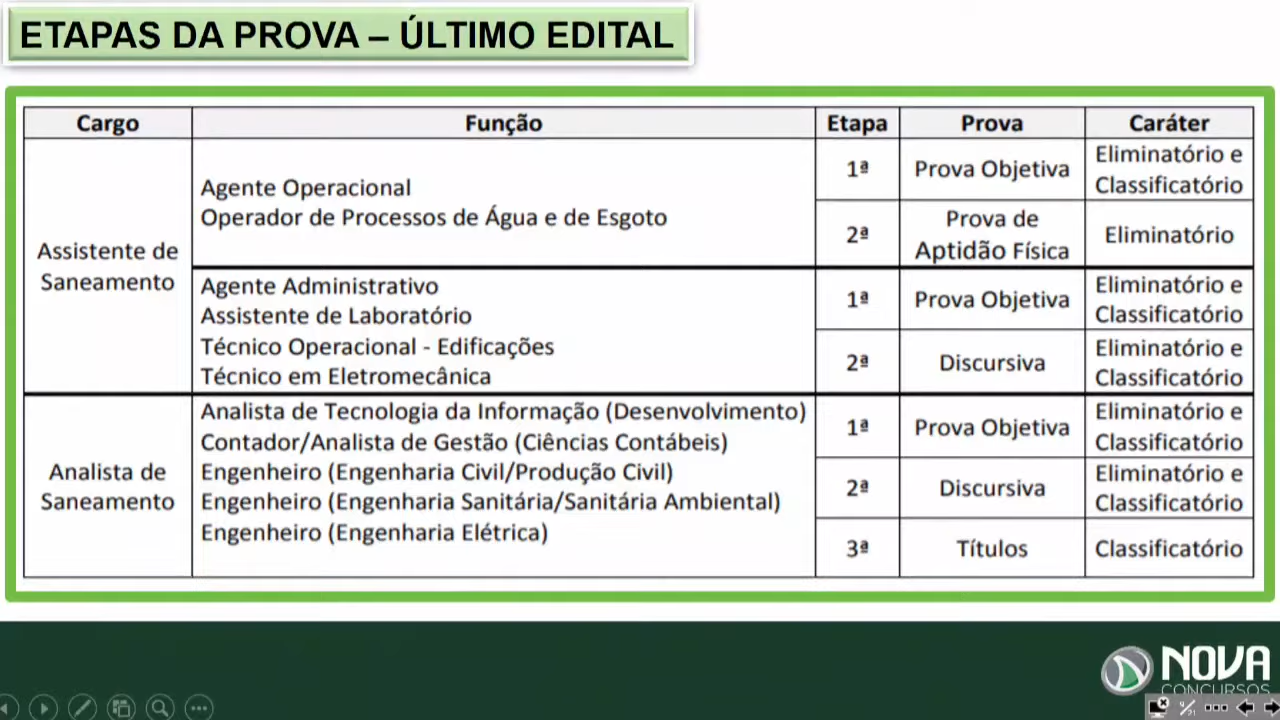 ETAPAS DA PROVA – ÚLTIMO EDITAL
Cargo Função Etapa Prova Caráter
Assistente de
Saneamento
Agente Operacional
Operador de Processos de Água e de Esgoto
1ª Prova Objetiva Eliminatório e
Classificatório
2ª Prova de
Aptidão Física
Eliminatório
Agente Administrativo
Assistente de Laboratório
Técnico Operacional - Edificações
Técnico em Eletromecânica
1ª Prova Objetiva Eliminatório e
Classificatório
2ª Discursiva Eliminatório e
Classificatório
Analista de
Saneamento
Analista de Tecnologia da Informação (Desenvolvimento)
Contador/Analista de Gestão (Ciências Contábeis)
Engenheiro (Engenharia Civil/Produção Civil)
Engenheiro (Engenharia Sanitária/Sanitária Ambiental)
Engenheiro (Engenharia Elétrica)
1ª Prova Objetiva Eliminatório e
Classificatório
2ª Discursiva Eliminatório e
Classificatório
3ª Títulos Classificatório
NOVA
CONCURSOS